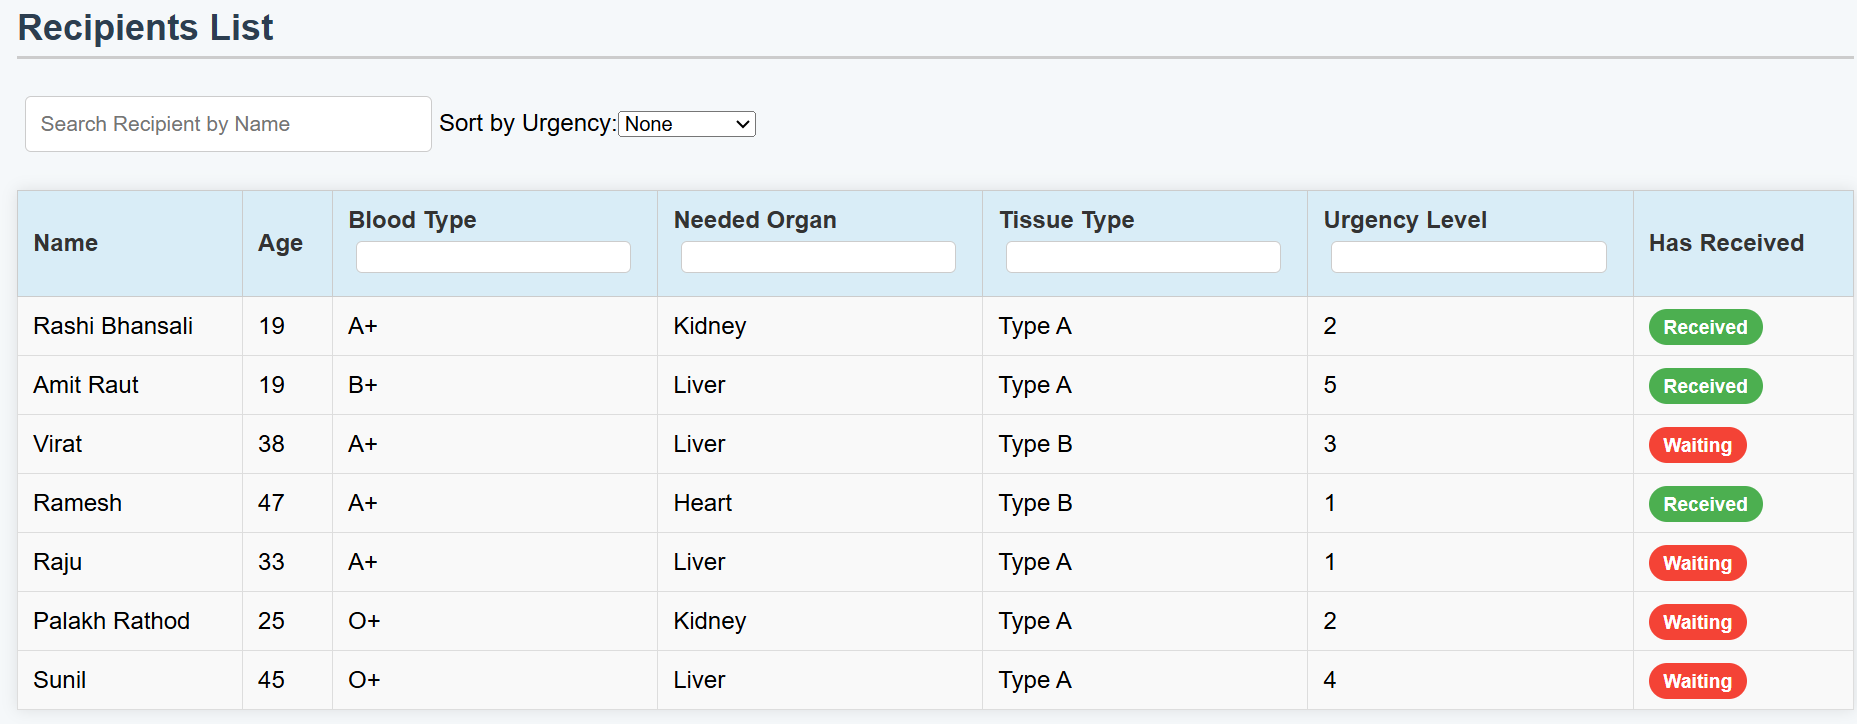 Recipients List
Search Recipient by Name Sort by Urgency: None
Name Age Blood Type Needed Organ Tissue Type Urgency Level Has Received
Rashi Bhansali 19 A+ Kidney Type A 2 Received
Amit Raut 19 B+ Liver Type A 5 Received
Virat 38 A+ Liver Type B 3 Waiting
Ramesh 47 A+ Heart Type B 1 Received
Raju 33 A+ Liver Type A 1 Waiting
Palakh Rathod 25 O+ Kidney Type A 2 Waiting
Sunil 45 O+ Liver Type A 4 Waiting